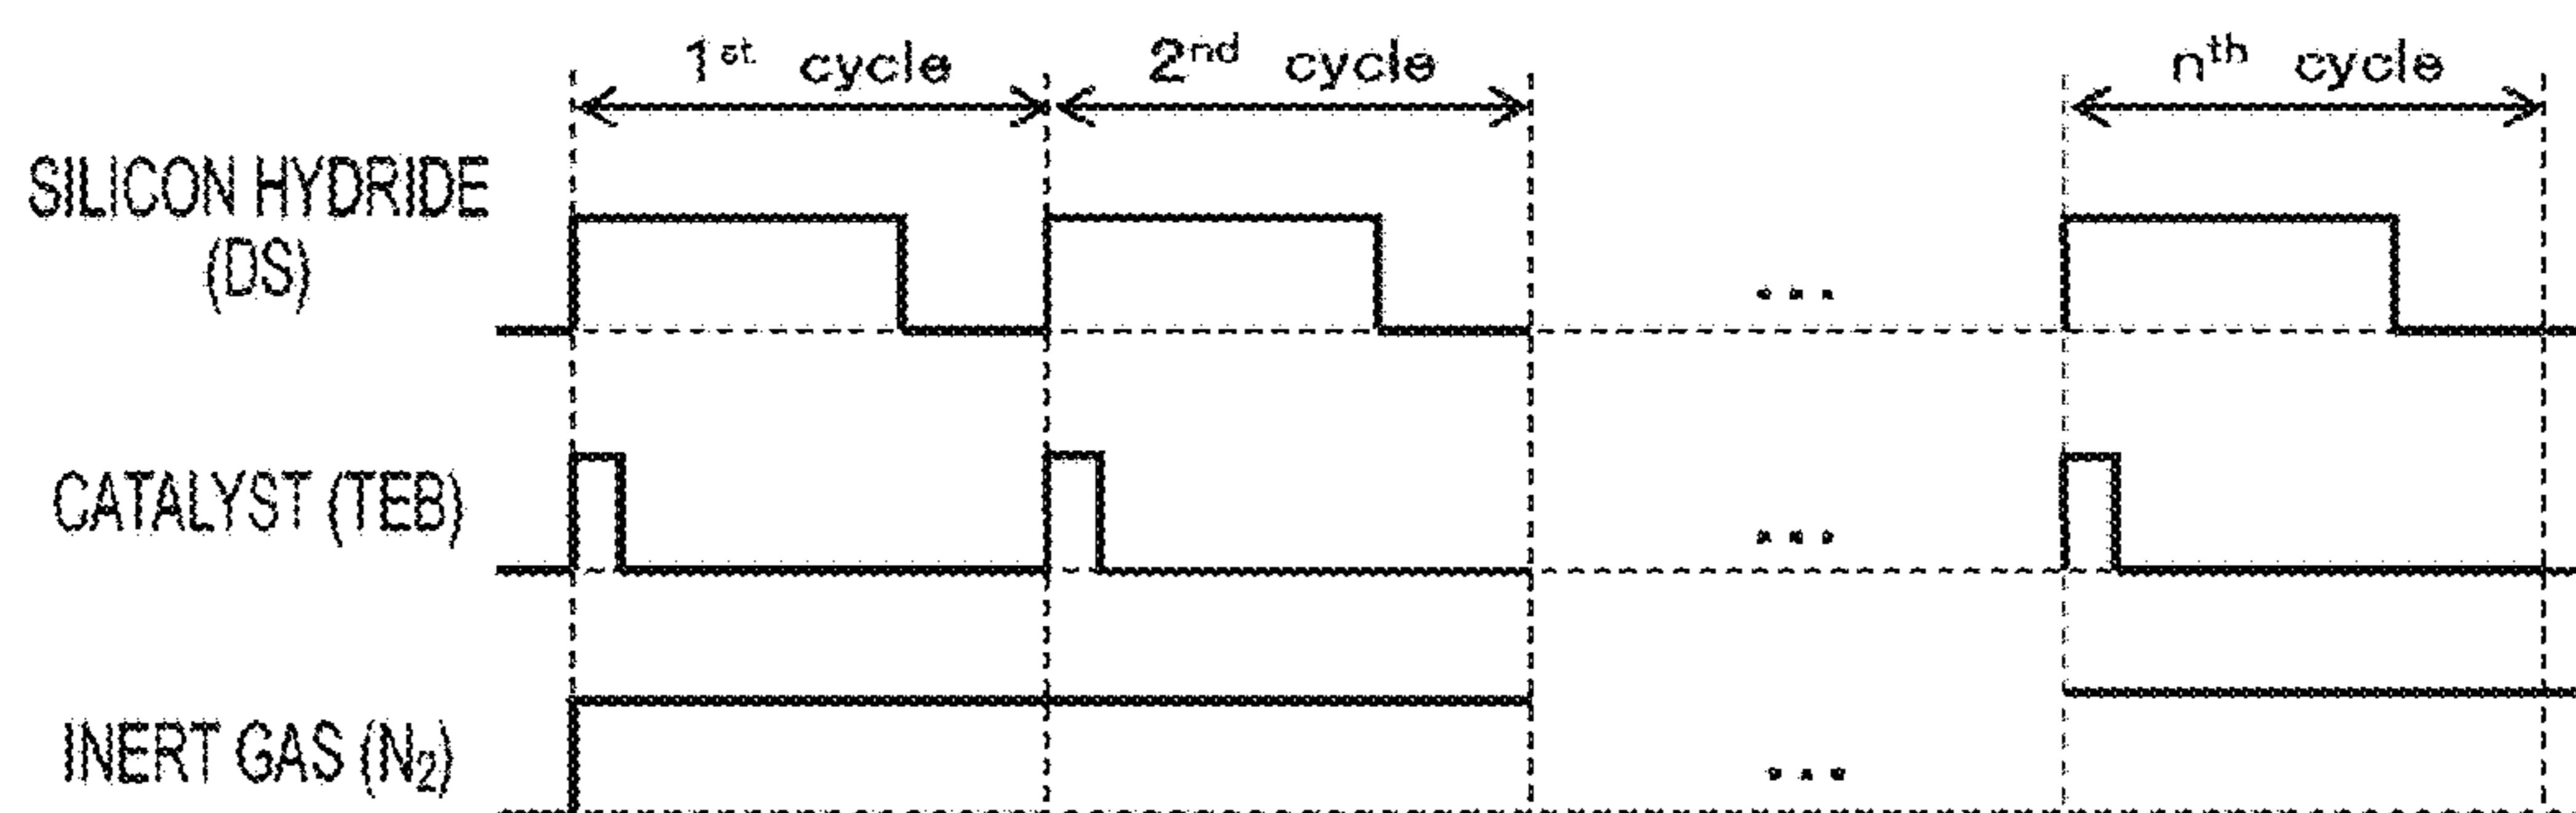 1st cycle 2nd cycle nth cycle
SILICON HYDRIDE
(DS)
...
CATALYST (TEB)
...
INERT GAS (N2)
...